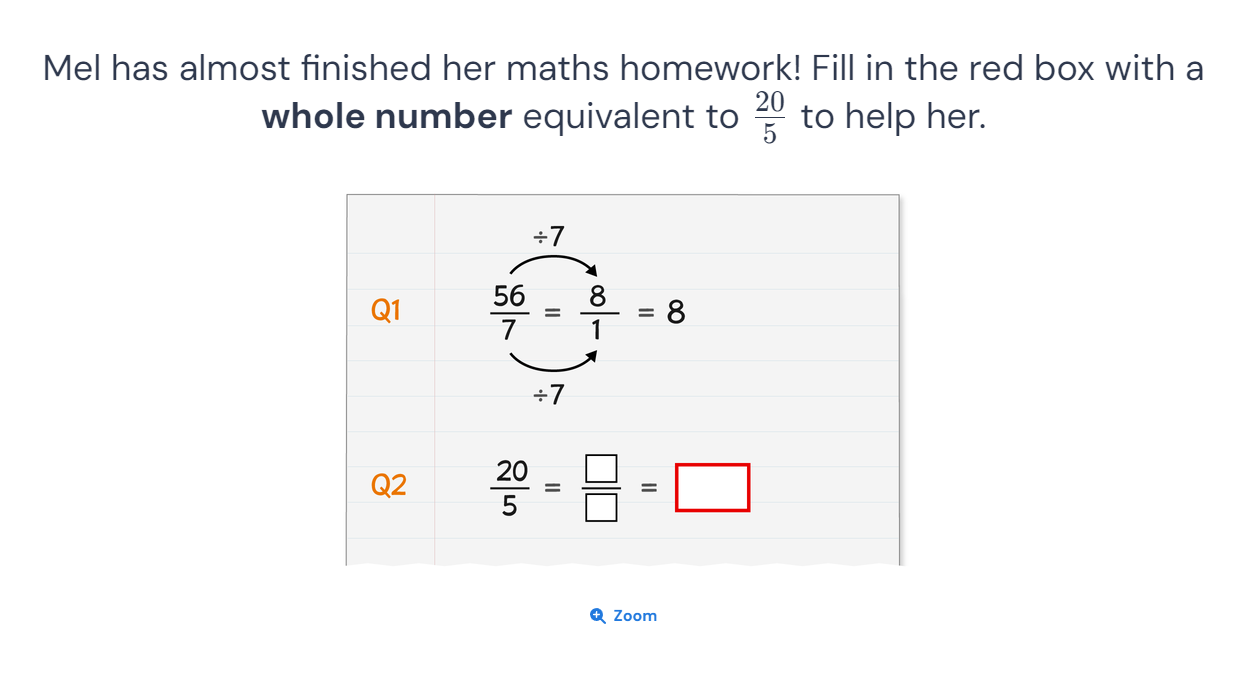 Mel has almost finished her maths homework! Fill in the red box with a
whole number equivalent to 20/5 to help her.
÷7
Q1 56/7 = 8/1 = 8
÷7
Q2 20/5 = □/□ = □
Zoom